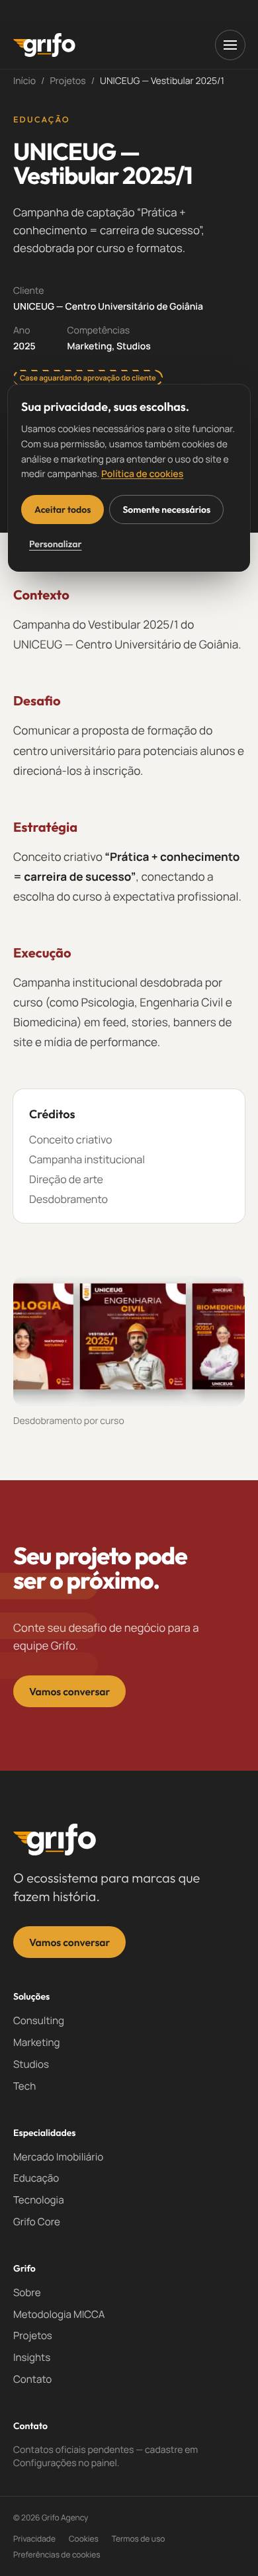 grifo
Início / Projetos / UNICEUG — Vestibular 2025/1
EDUCAÇÃO
UNICEUG —
Vestibular 2025/1
Campanha de captação “Prática +
conhecimento = carreira de sucesso”,
desdobrada por curso e formatos.
Cliente
UNICEUG — Centro Universitário de Goiânia
Ano
2025
Competências
Marketing, Studios
Case aguardando aprovação do cliente
Sua privacidade, suas escolhas.
Usamos cookies necessários para o site funcionar.
Com sua permissão, usamos também cookies de
análise e marketing para entender o uso do site e
medir campanhas. Política de cookies
Aceitar todos
Somente necessários
Personalizar
Contexto
Campanha do Vestibular 2025/1 do
UNICEUG — Centro Universitário de Goiânia.
Desafio
Comunicar a proposta de formação do
centro universitário para potenciais alunos e
direcioná-los à inscrição.
Estratégia
Conceito criativo “Prática + conhecimento
= carreira de sucesso”, conectando a
escolha do curso à expectativa profissional.
Execução
Campanha institucional desdobrada por
curso (como Psicologia, Engenharia Civil e
Biomedicina) em feed, stories, banners de
site e mídia de performance.
Créditos
Conceito criativo
Campanha institucional
Direção de arte
Desdobramento
OLOGIA
UNICEUG
ENGENHARIA
CIVIL
VESTIBULAR
2025/1
BIOMEDICIN
2025/1
UNICEUG
Desdobramento por curso
Seu projeto pode
ser o próximo.
Conte seu desafio de negócio para a
equipe Grifo.
Vamos conversar
grifo
O ecossistema para marcas que
fazem história.
Vamos conversar
Soluções
Consulting
Marketing
Studios
Tech
Especialidades
Mercado Imobiliário
Educação
Tecnologia
Grifo Core
Grifo
Sobre
Metodologia MICCA
Projetos
Insights
Contato
Contato
Contatos oficiais pendentes — cadastre em
Configurações no painel.
© 2026 Grifo Agency
Privacidade Cookies Termos de uso
Preferências de cookies